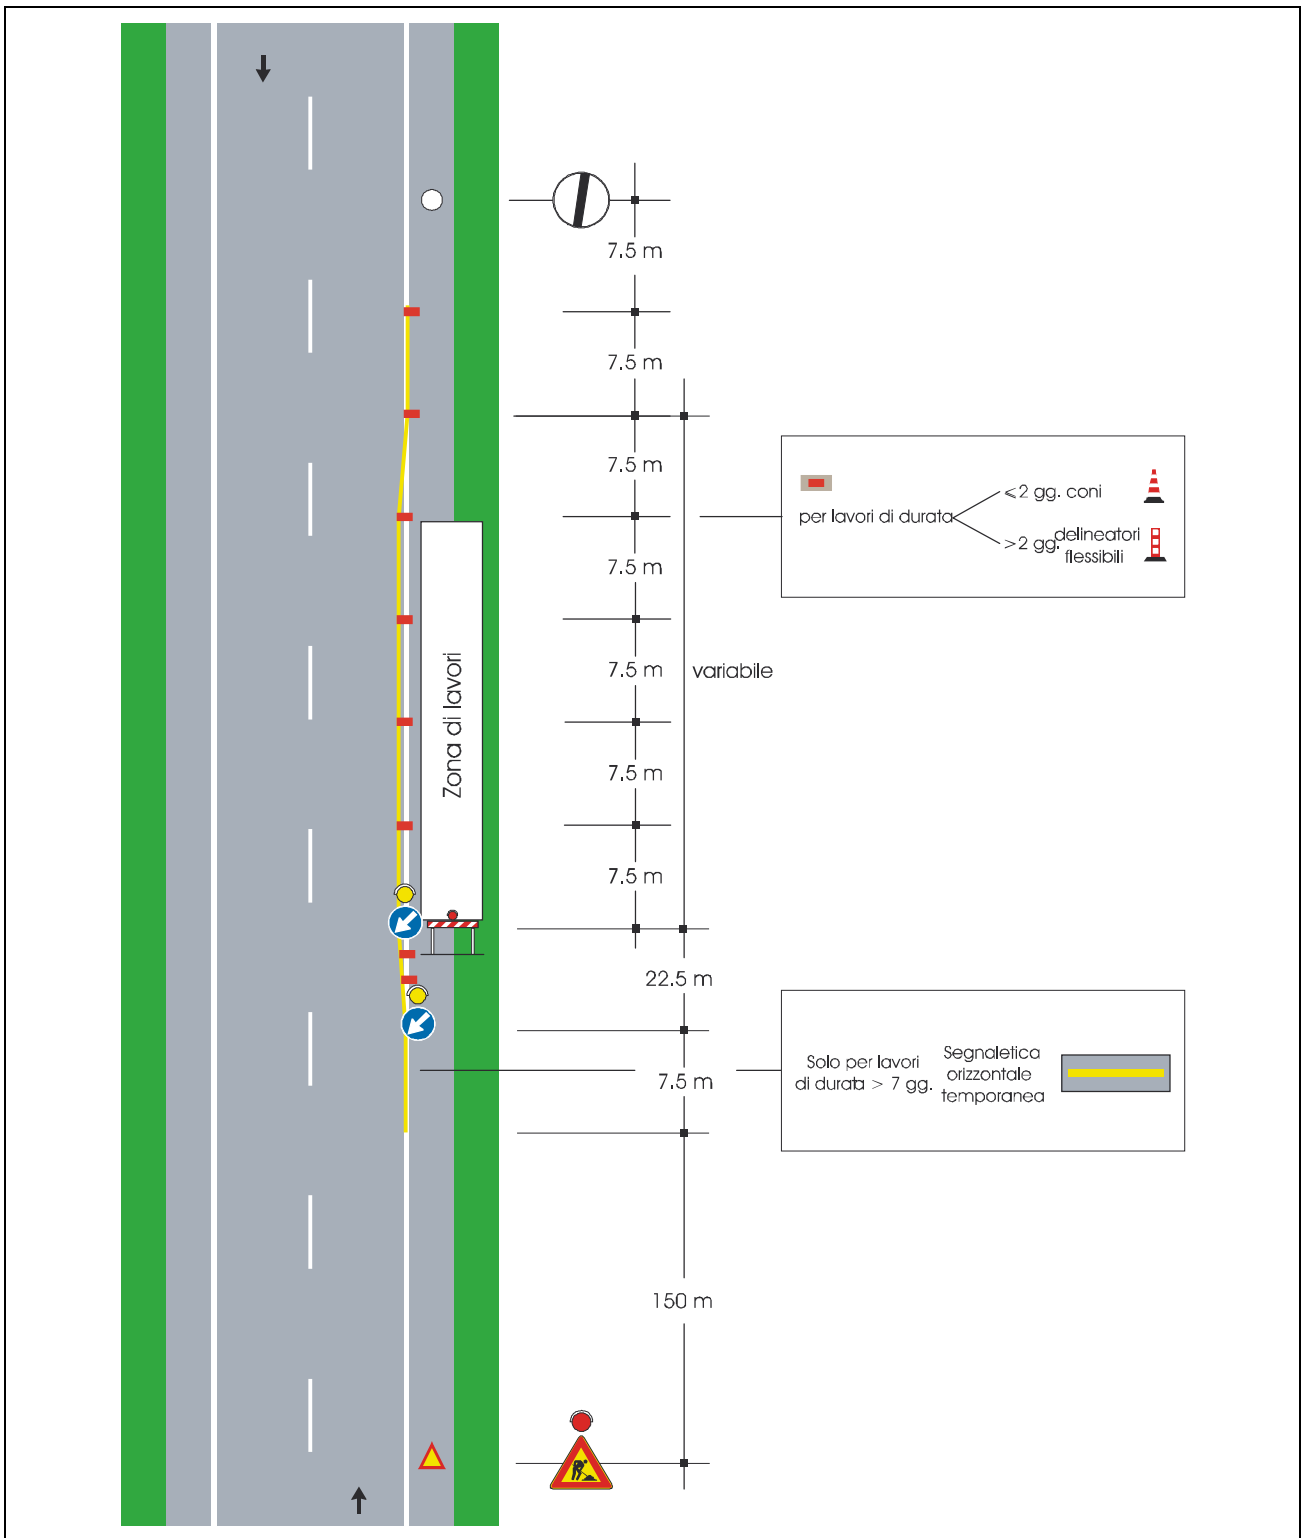 7.5 m
7.5 m
7.5 m
7.5 m
7.5 m
7.5 m
7.5 m
variabile
22.5 m
7.5 m
150 m
Zona di lavori
per lavori di durata
<2 gg. coni
>2 gg. delineatori
flessibili
Solo per lavori
di durata > 7 gg.
Segnaletica
orizzontale
temporanea